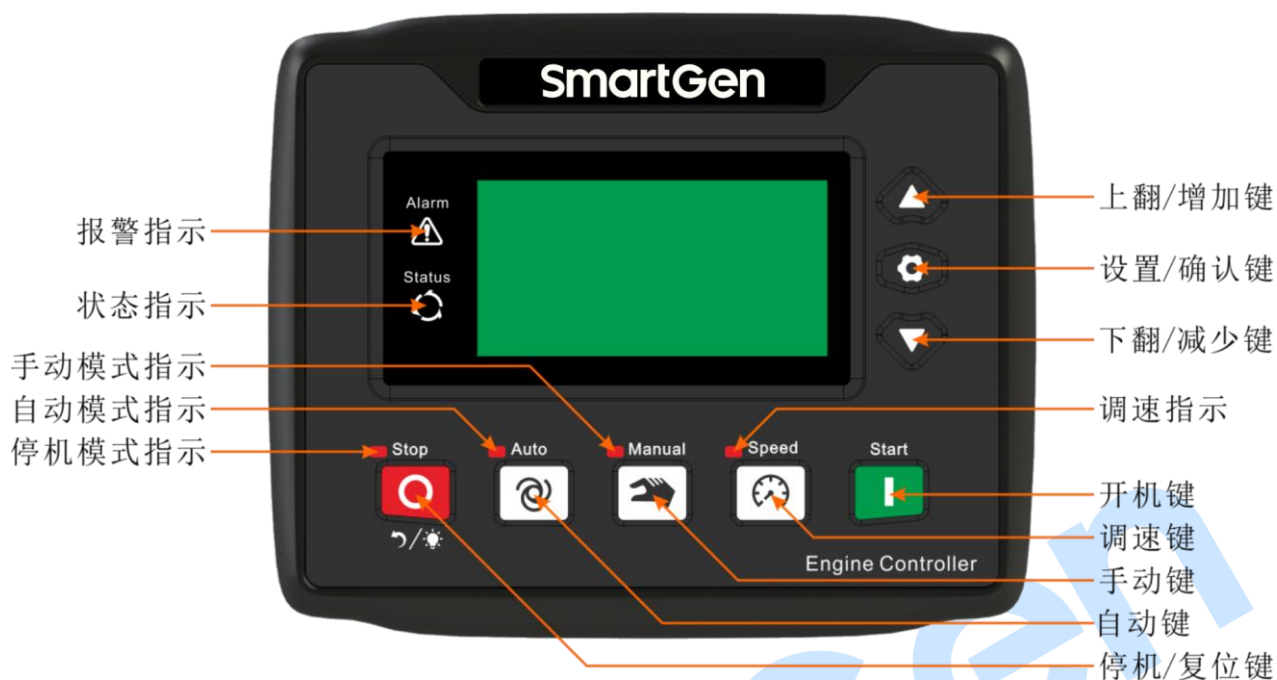 SmartGen
Alarm
报警指示
上翻/增加键
设置/确认键
Status
状态指示
下翻/减少键
手动模式指示
自动模式指示
调速指示
停机模式指示
Stop
Auto
Manual
Speed
Start
开机键
调速键
Engine Controller
手动键
自动键
停机/复位键